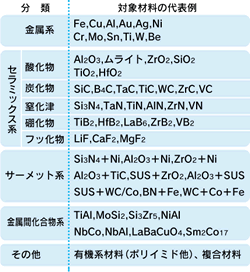 分　類　対象材料の代表例
金属系　Fe,Cu,Al,Au,Ag,Ni
Cr,Mo,Sn,Ti,W,Be
セラミックス系
酸化物　Al2O3,ムライト,ZrO2,SiO2
TiO2,HfO2
炭化物　SiC,B4C,TaC,TiC,WC,ZrC,VC
窒化津　Si3N4,TaN,TiN,AlN,ZrN,VN
硼化物　TiB2,HfB2,LaB6,ZrB2,VB2
フッ化物　LiF,CaF2,MgF2
サーメット系　Si3N4+Ni,Al2O3+Ni,ZrO2+Ni
Al2O3+TiC,SUS+ZrO2,Al2O3+SUS
SUS+WC/Co,BN+Fe,WC+Co+Fe
金属間化合物系　TiAl,MoSi2,Si3Zr5,NiAl
NbCo,NbAl,LaBaCuO4,Sm2Co17
その他　有機系材料（ポリイミド他）、複合材料